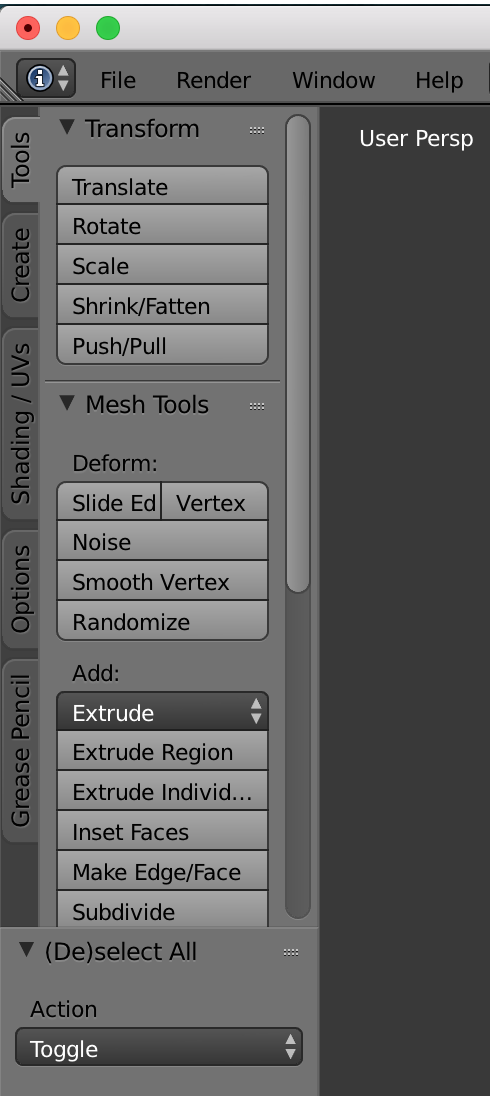 File Render Window Help
User Persp
Tools
Create
Shading / UVs
Options
Grease Pencil
Transform
Translate
Rotate
Scale
Shrink/Fatten
Push/Pull
Mesh Tools
Deform:
Slide Ed Vertex
Noise
Smooth Vertex
Randomize
Add:
Extrude
Extrude Region
Extrude Individ...
Inset Faces
Make Edge/Face
Subdivide
(De)select All
Action
Toggle